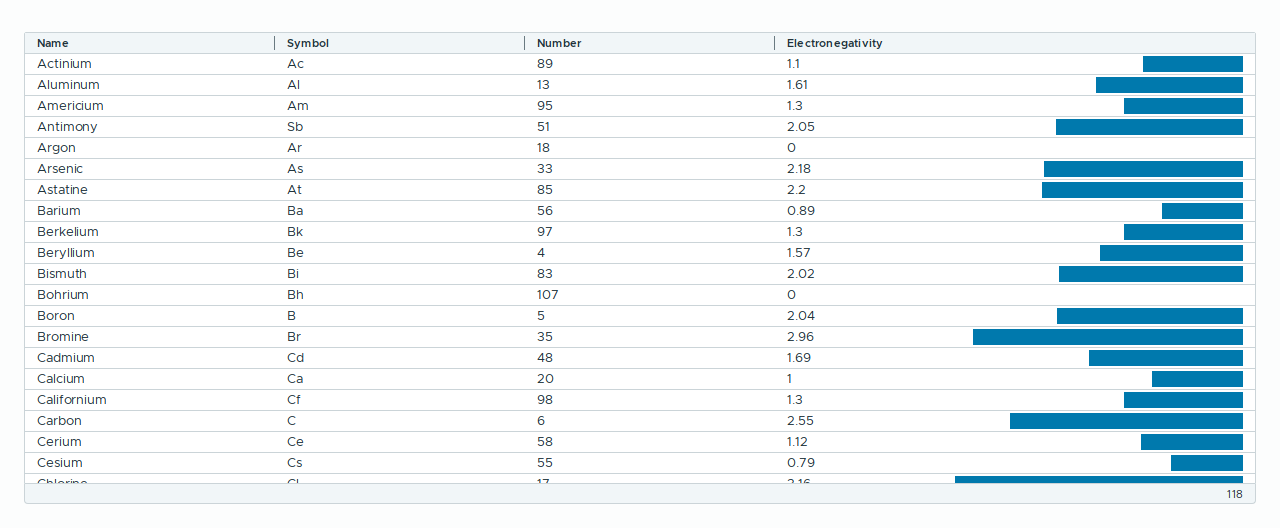 Name Symbol Number Electronegativity
Actinium Ac 89 1.1
Aluminum Al 13 1.61
Americium Am 95 1.3
Antimony Sb 51 2.05
Argon Ar 18 0
Arsenic As 33 2.18
Astatine At 85 2.2
Barium Ba 56 0.89
Berkelium Bk 97 1.3
Beryllium Be 4 1.57
Bismuth Bi 83 2.02
Bohrium Bh 107 0
Boron B 5 2.04
Bromine Br 35 2.96
Cadmium Cd 48 1.69
Calcium Ca 20 1
Californium Cf 98 1.3
Carbon C 6 2.55
Cerium Ce 58 1.12
Cesium Cs 55 0.79
Chlorine Cl 17 3.16
118